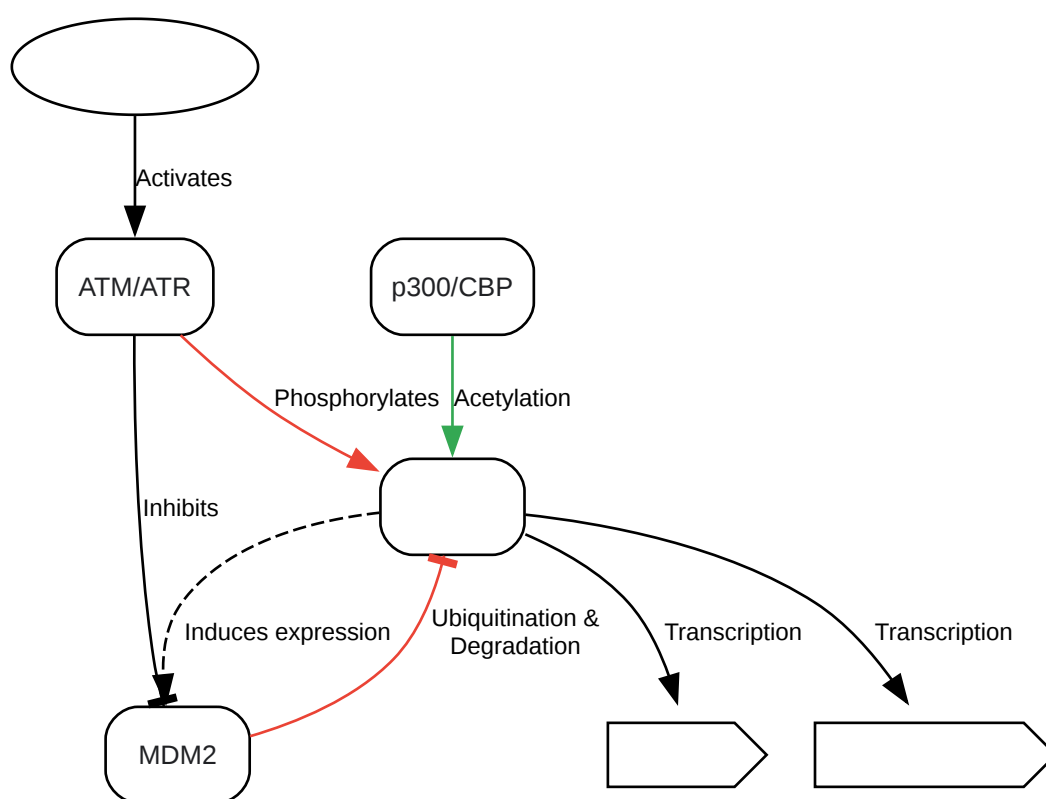 Activates
ATM/ATR
p300/CBP
Phosphorylates
Acetylation
Inhibits
Induces expression
Ubiquitination &
Degradation
Transcription
Transcription
MDM2